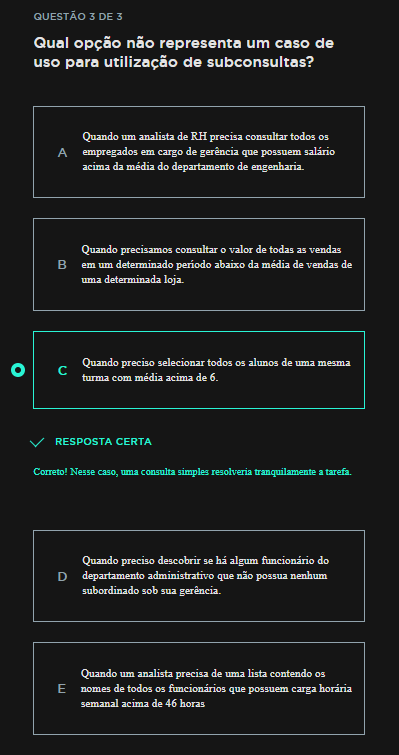 QUESTÃO 3 DE 3
Qual opção não representa um caso de
uso para utilização de subconsultas?
A
Quando um analista de RH precisa consultar todos os
empregados em cargo de gerência que possuem salário
acima da média do departamento de engenharia.
B
Quando precisamos consultar o valor de todas as vendas
em um determinado período abaixo da média de vendas de
uma determinada loja.
C
Quando preciso selecionar todos os alunos de uma mesma
turma com média acima de 6.
RESPOSTA CERTA
Correto! Nesse caso, uma consulta simples resolveria tranquilamente a tarefa.
D
Quando preciso descobrir se há algum funcionário do
departamento administrativo que não possua nenhum
subordinado sob sua gerência.
E
Quando um analista precisa de uma lista contendo os
nomes de todos os funcionários que possuem carga horária
semanal acima de 46 horas